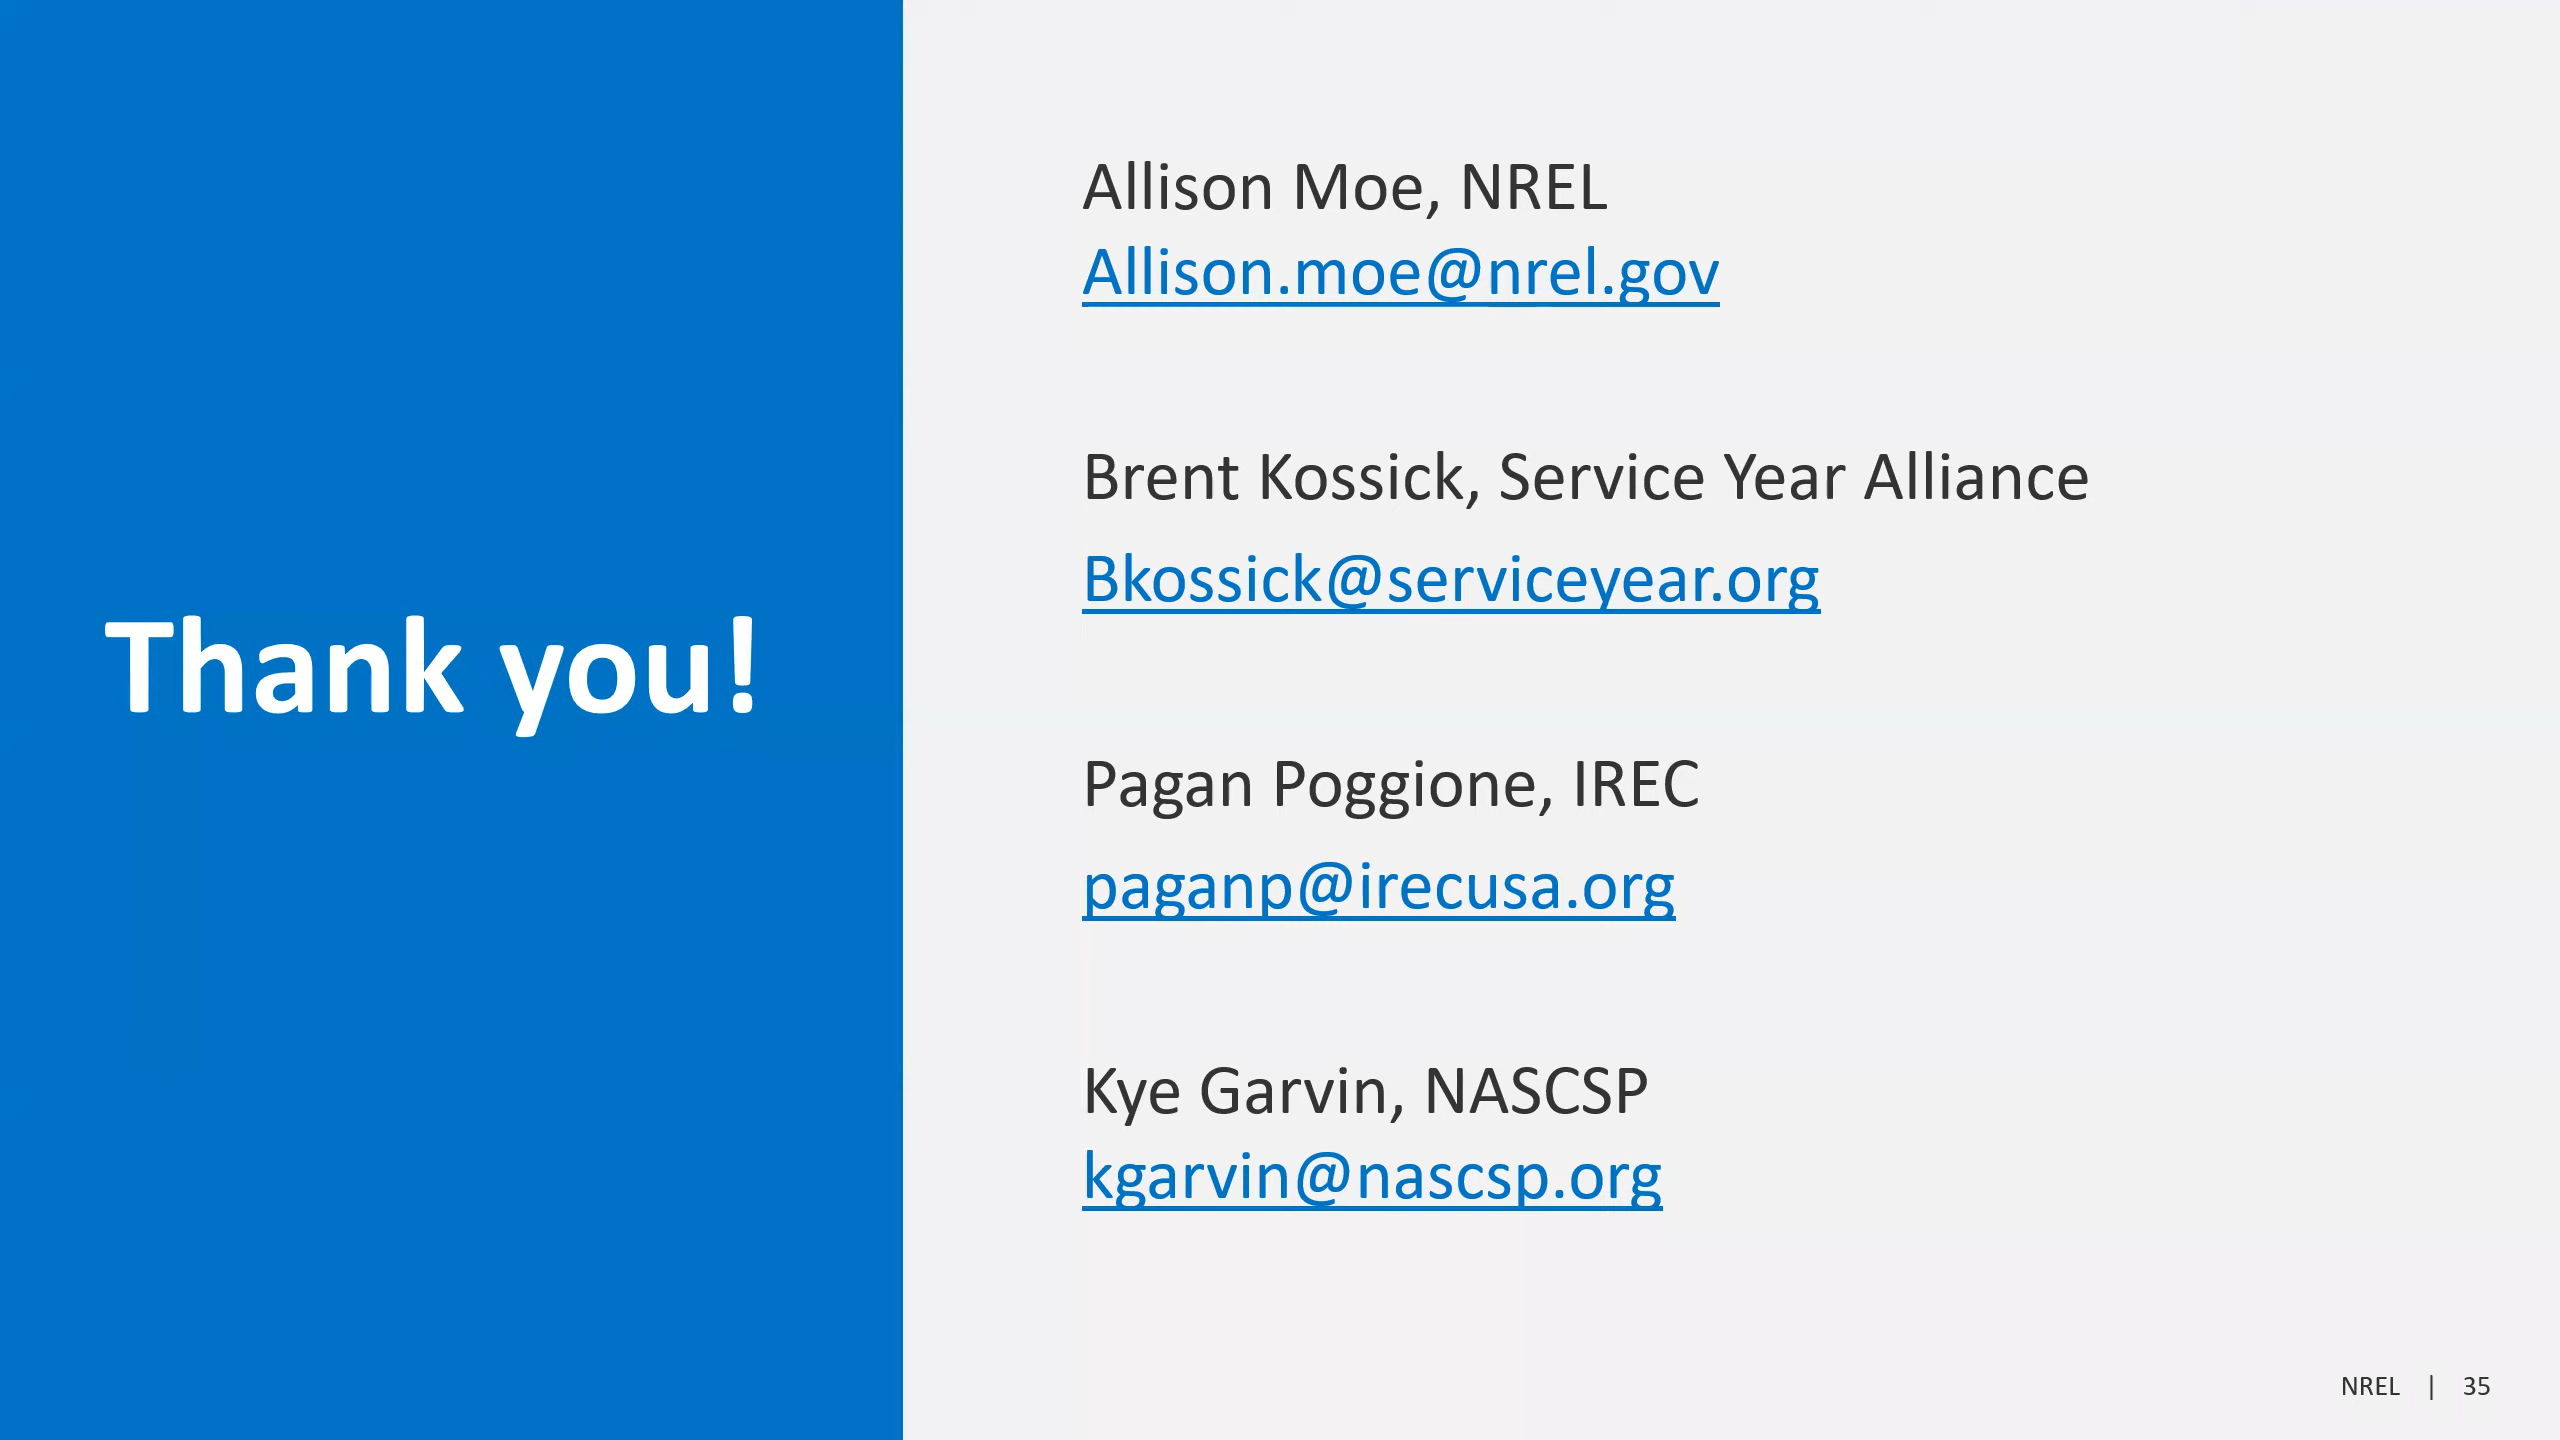 Thank you!
Allison Moe, NREL
Allison.moe@nrel.gov
Brent Kossick, Service Year Alliance
Bkossick@serviceyear.org
Pagan Poggione, IREC
paganp@irecusa.org
Kye Garvin, NASCSP
kgarvin@nascsp.org
NREL | 35